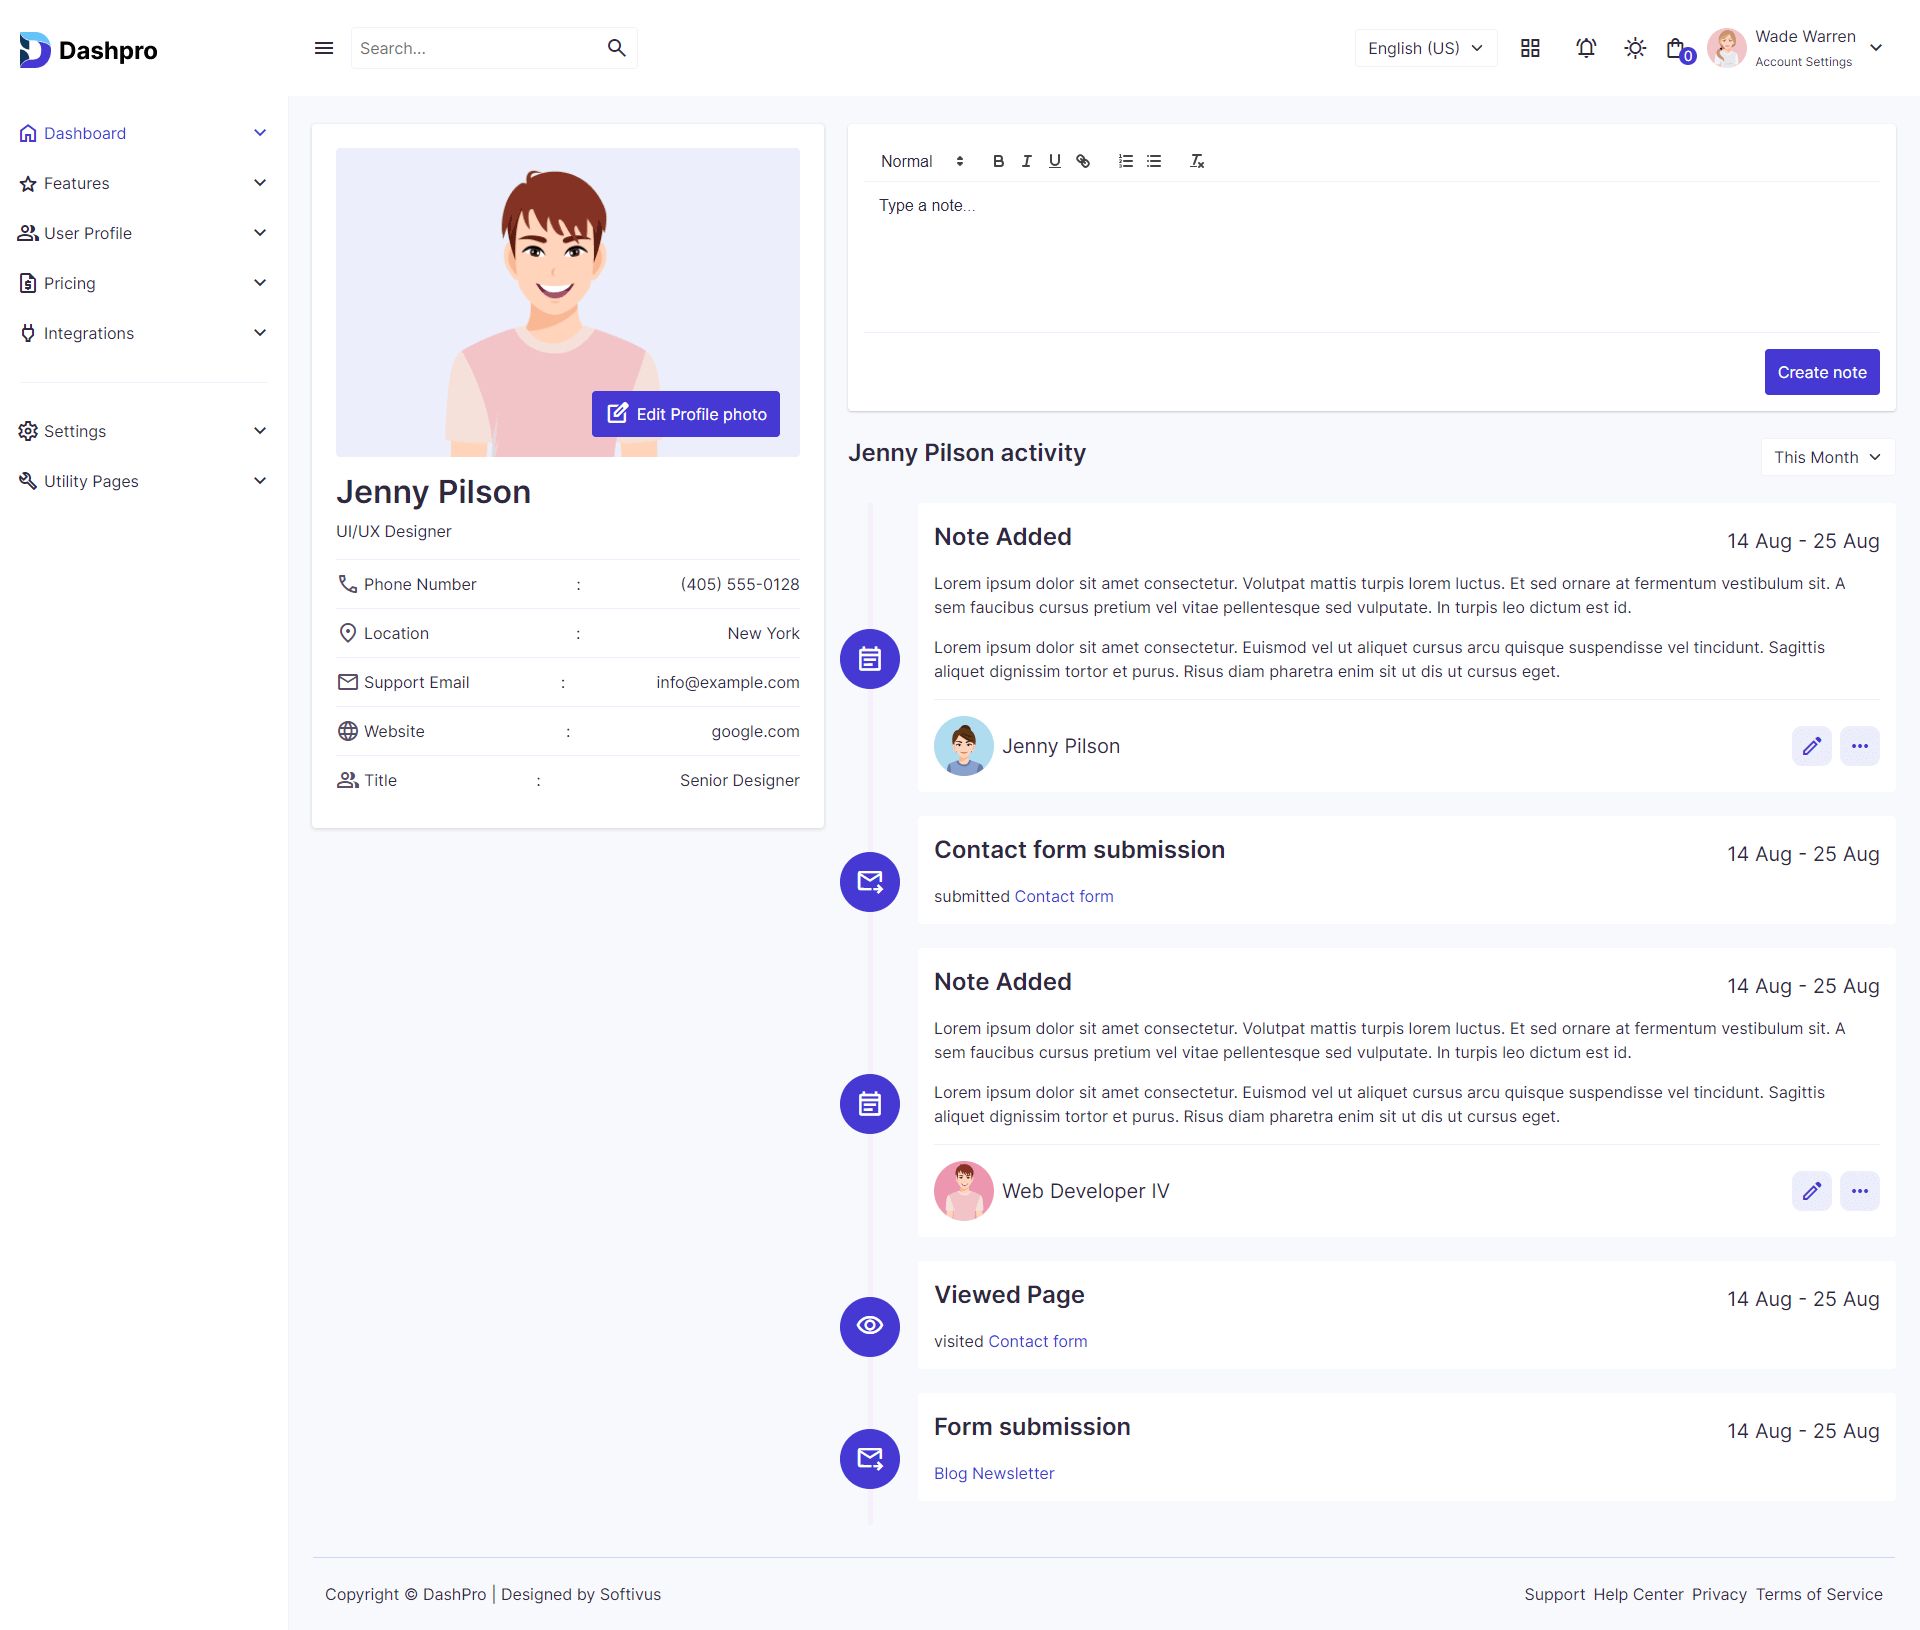 Dashpro
Search...
English (US)
0
Wade Warren
Account Settings
Dashboard
Features
User Profile
Pricing
Integrations
Settings
Utility Pages
Edit Profile photo
Jenny Pilson
UI/UX Designer
Phone Number : (405) 555-0128
Location : New York
Support Email : info@example.com
Website : google.com
Title : Senior Designer
Normal
Type a note...
Create note
Jenny Pilson activity
This Month
Note Added
14 Aug - 25 Aug
Lorem ipsum dolor sit amet consectetur. Volutpat mattis turpis lorem luctus. Et sed ornare at fermentum vestibulum sit. A
sem faucibus cursus pretium vel vitae pellentesque sed vulputate. In turpis leo dictum est id.
Lorem ipsum dolor sit amet consectetur. Euismod vel ut aliquet cursus arcu quisque suspendisse vel tincidunt. Sagittis
aliquet dignissim tortor et purus. Risus diam pharetra enim sit ut dis ut cursus eget.
Jenny Pilson
Contact form submission
14 Aug - 25 Aug
submitted Contact form
Note Added
14 Aug - 25 Aug
Lorem ipsum dolor sit amet consectetur. Volutpat mattis turpis lorem luctus. Et sed ornare at fermentum vestibulum sit. A
sem faucibus cursus pretium vel vitae pellentesque sed vulputate. In turpis leo dictum est id.
Lorem ipsum dolor sit amet consectetur. Euismod vel ut aliquet cursus arcu quisque suspendisse vel tincidunt. Sagittis
aliquet dignissim tortor et purus. Risus diam pharetra enim sit ut dis ut cursus eget.
Web Developer IV
Viewed Page
14 Aug - 25 Aug
visited Contact form
Form submission
14 Aug - 25 Aug
Blog Newsletter
Copyright © DashPro | Designed by Softivus
Support Help Center Privacy Terms of Service